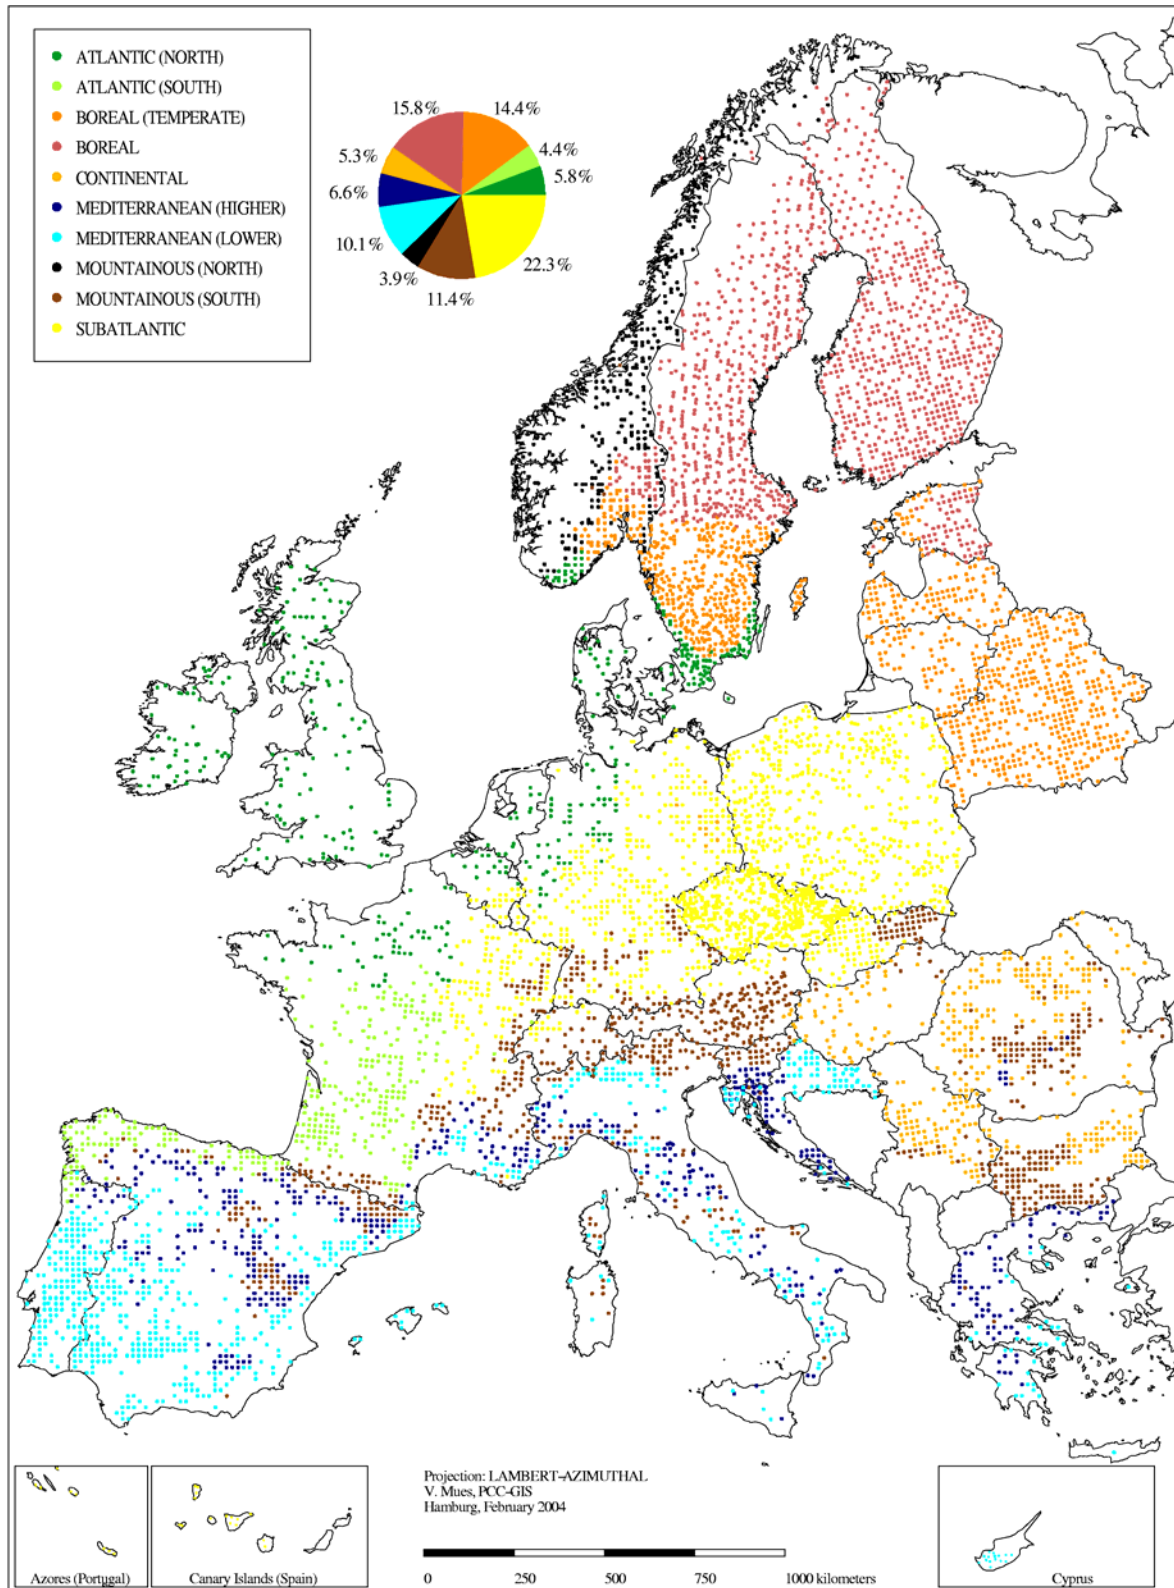 ATLANTIC (NORTH)
ATLANTIC (SOUTH)
BOREAL (TEMPERATE)
BOREAL
CONTINENTAL
MEDITERRANEAN (HIGHER)
MEDITERRANEAN (LOWER)
MOUNTAINOUS (NORTH)
MOUNTAINOUS (SOUTH)
SUBATLANTIC
15.8%
14.4%
5.3%
4.4%
6.6%
5.8%
10.1%
3.9%
22.3%
11.4%
Projection: LAMBERT-AZIMUTHAL
V. Mues, PCC-GIS
Hamburg, February 2004
0 250 500 750 1000 kilometers
Azores (Portugal)
Canary Islands (Spain)
Cyprus